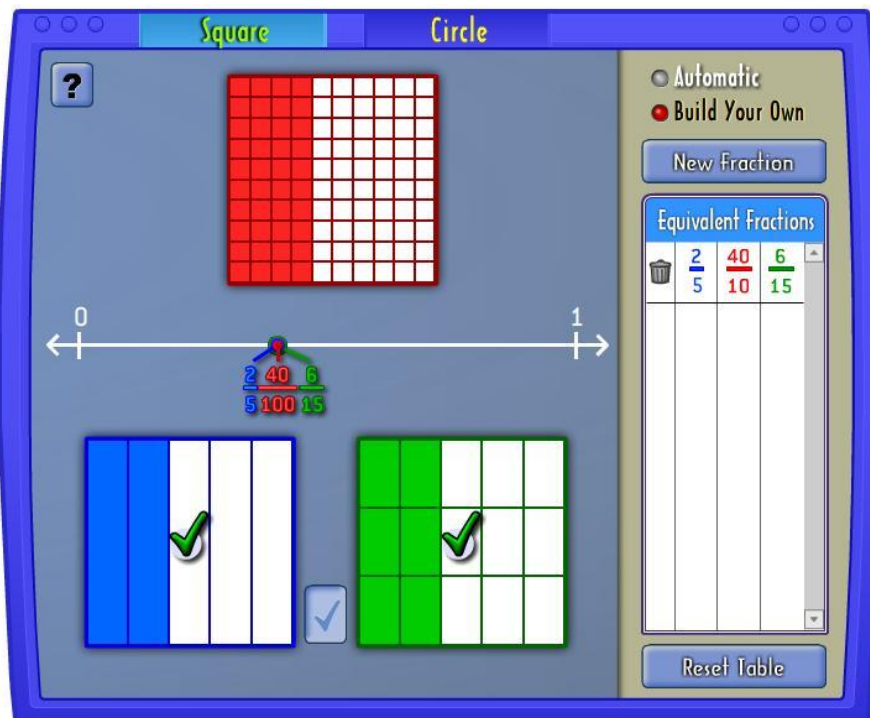 Square
Circle
?
Automatic
Build Your Own
New Fraction
Equivalent Fractions
2 40 6
5 10 15
0 1
2 40 6
5 100 15
Reset Table